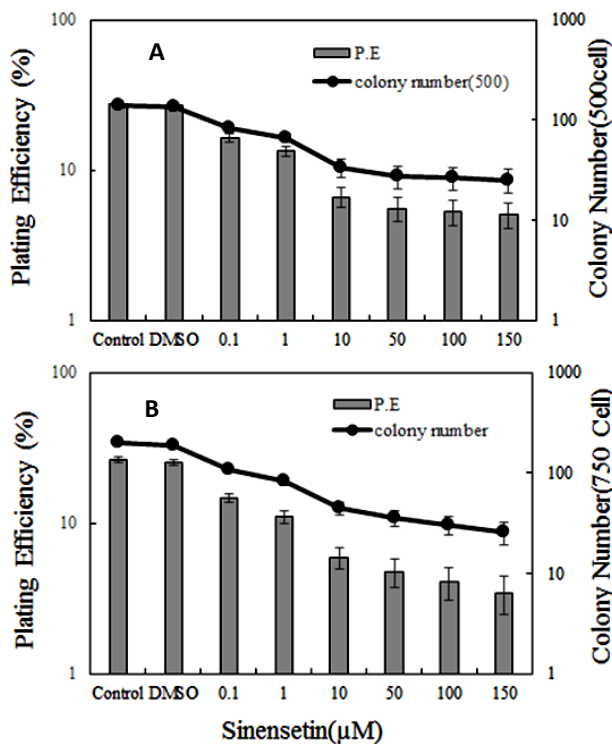 100
1000
A
P.E
colony number(500)
Plating Efficiency (%)
Colony Number(500cell)
100
10
10
1
1
Control DMSO 0.1 1 10 50 100 150
100
1000
B
P.E
colony number
Plating Efficiency (%)
Colony Number(750 Cell)
100
10
10
1
1
Control DMSO 0.1 1 10 50 100 150
Sinensetin(µM)